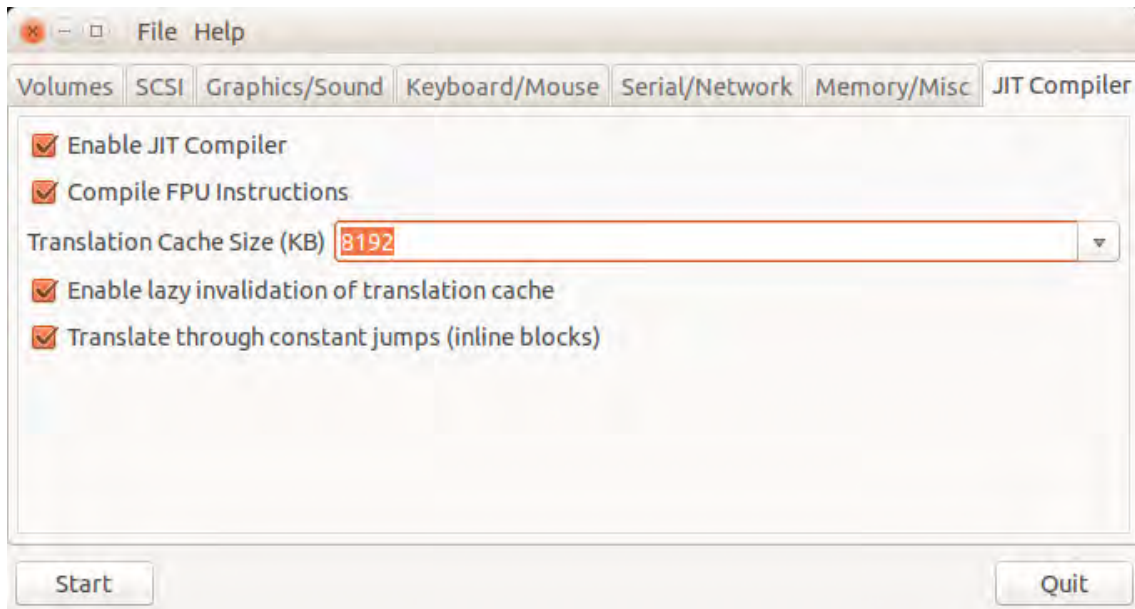 File Help
Volumes SCSI Graphics/Sound Keyboard/Mouse Serial/Network Memory/Misc JIT Compiler
Enable JIT Compiler
Compile FPU Instructions
Translation Cache Size (KB) 8192
Enable lazy invalidation of translation cache
Translate through constant jumps (inline blocks)
Start Quit